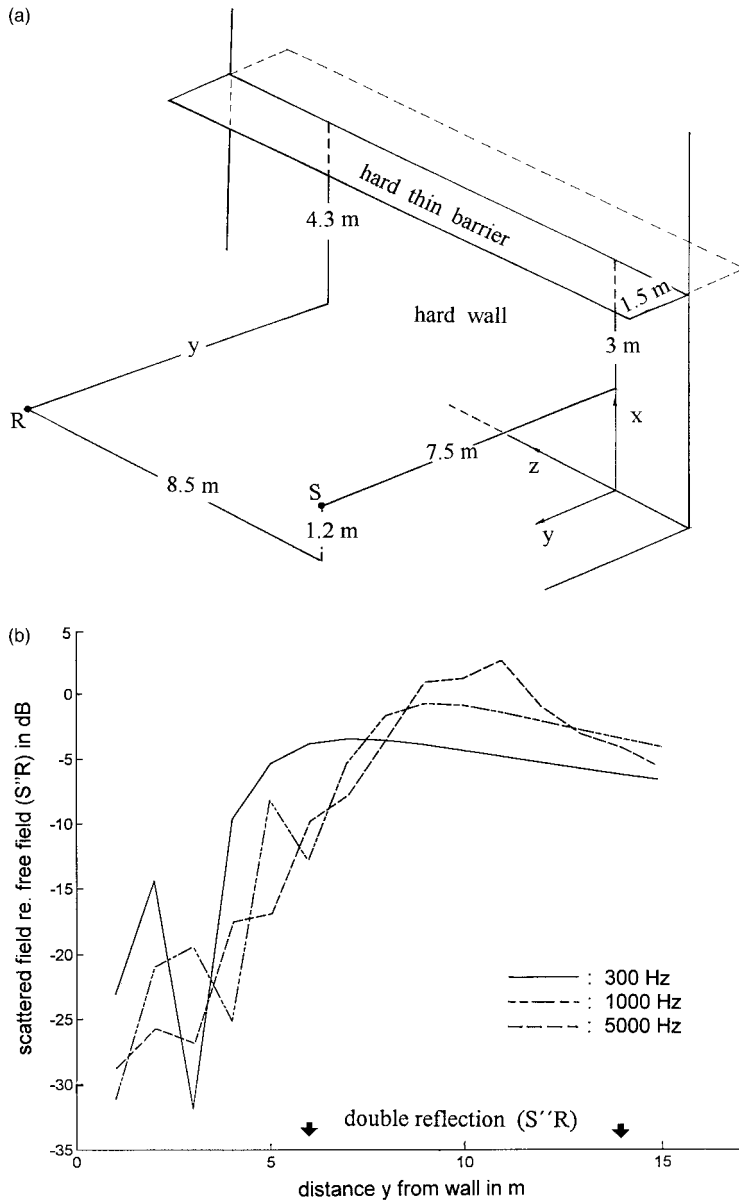 (a)
hard thin barrier
4.3 m
1.5 m
hard wall
3 m
y
R
x
7.5 m
z
8.5 m
S
1.2 m
y
(b)
5
0
-5
-10
-15
-20
-25
-30
-35
scattered field re. free field (S''R) in dB
: 300 Hz
: 1000 Hz
: 5000 Hz
double reflection (S''R)
0
5
10
15
distance y from wall in m